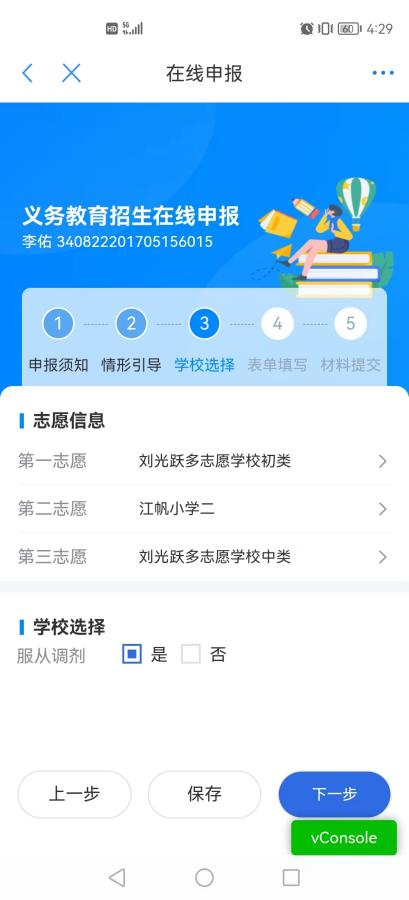 HD 5G 60 4:29
在线申报
义务教育招生在线申报
李佑 340822201705156015
1 2 3 4 5
申报须知 情形引导 学校选择 表单填写 材料提交
志愿信息
第一志愿 刘光跃多志愿学校初类
第二志愿 江帆小学二
第三志愿 刘光跃多志愿学校中类
学校选择
服从调剂 是 否
上一步 保存 下一步
vConsole